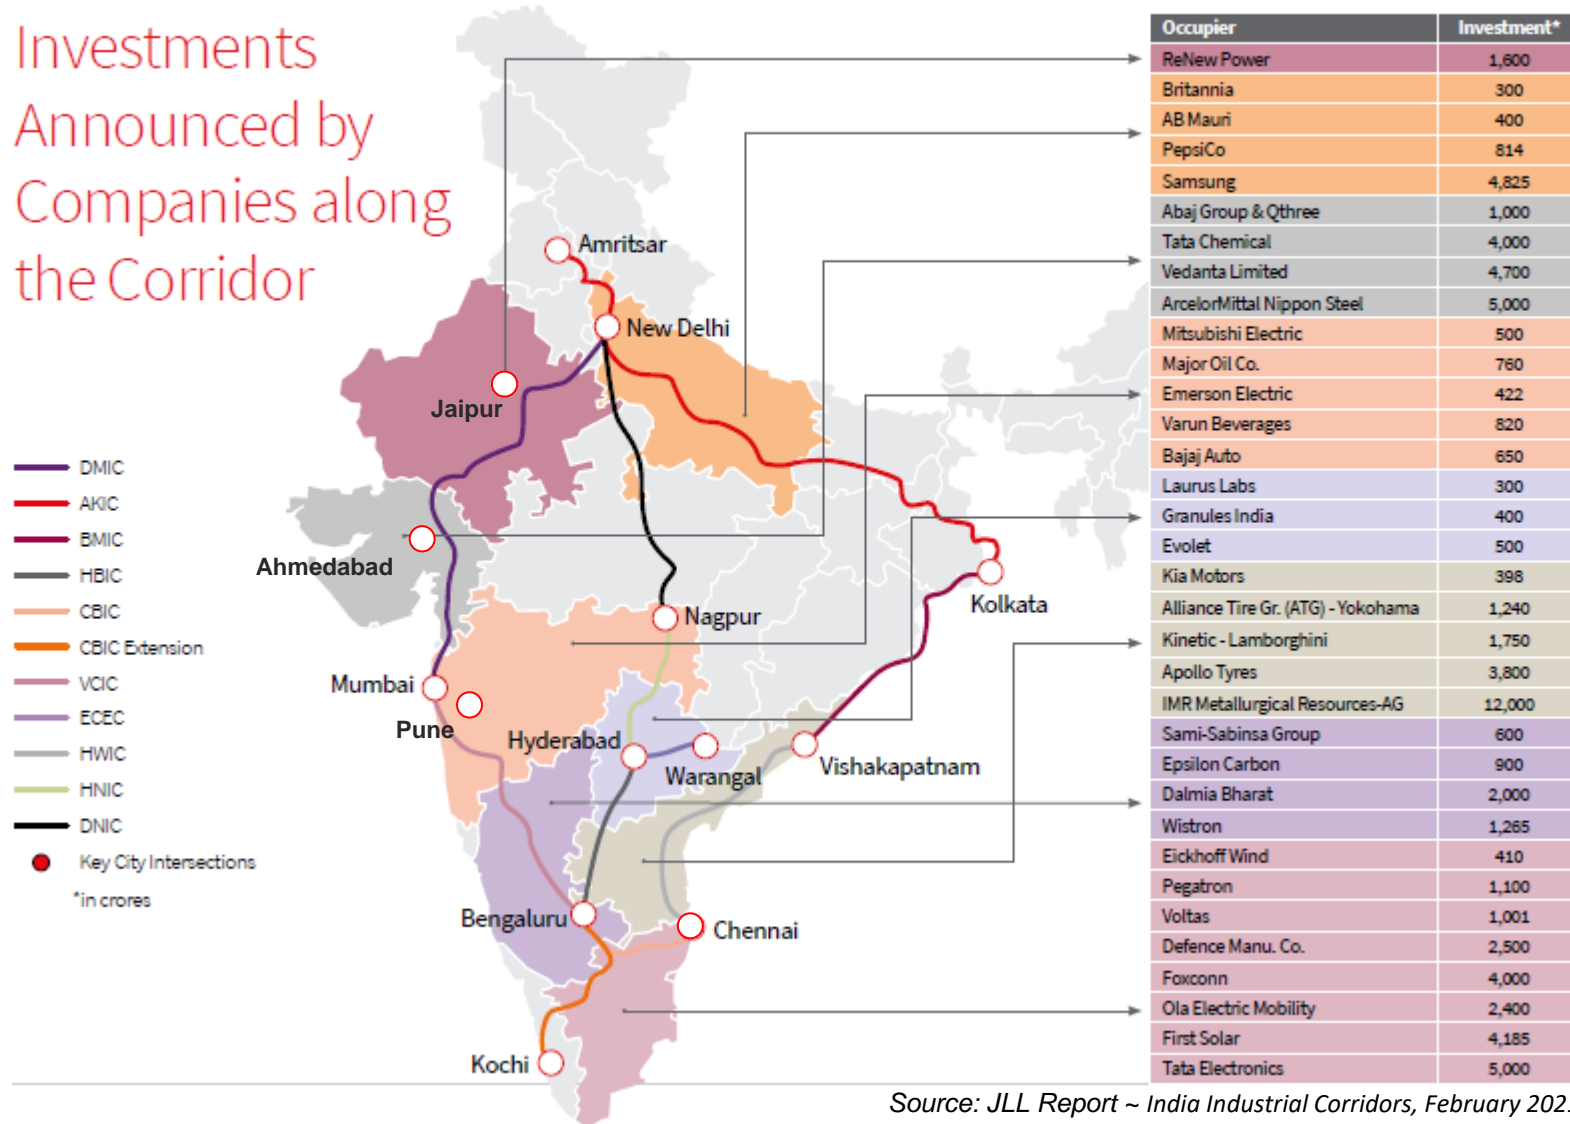 Investments
Announced by
Companies along
the Corridor
Amritsar
New Delhi
Jaipur
Ahmedabad
Kolkata
Nagpur
Mumbai
Pune
Hyderabad
Warangal
Vishakapatnam
Bengaluru
Chennai
Kochi
DMIC
AKIC
BMIC
HBIC
CBIC
CBIC Extension
VCIC
ECEC
HWIC
HNIC
DNIC
Key City Intersections
*in crores
Occupier Investment*
ReNew Power 1,600
Britannia 300
AB Mauri 400
PepsiCo 814
Samsung 4,825
Abaj Group & Qthree 1,000
Tata Chemical 4,000
Vedanta Limited 4,700
ArcelorMittal Nippon Steel 5,000
Mitsubishi Electric 500
Major Oil Co. 760
Emerson Electric 422
Varun Beverages 820
Bajaj Auto 650
Laurus Labs 300
Granules India 400
Evolet 500
Kia Motors 398
Alliance Tire Gr. (ATG) - Yokohama 1,240
Kinetic - Lamborghini 1,750
Apollo Tyres 3,800
IMR Metallurgical Resources-AG 12,000
Sami-Sabinsa Group 600
Epsilon Carbon 900
Dalmia Bharat 2,000
Wistron 1,265
Eickhoff Wind 410
Pegatron 1,100
Voltas 1,001
Defence Manu. Co. 2,500
Foxconn 4,000
Ola Electric Mobility 2,400
First Solar 4,185
Tata Electronics 5,000
Source: JLL Report ~ India Industrial Corridors, February